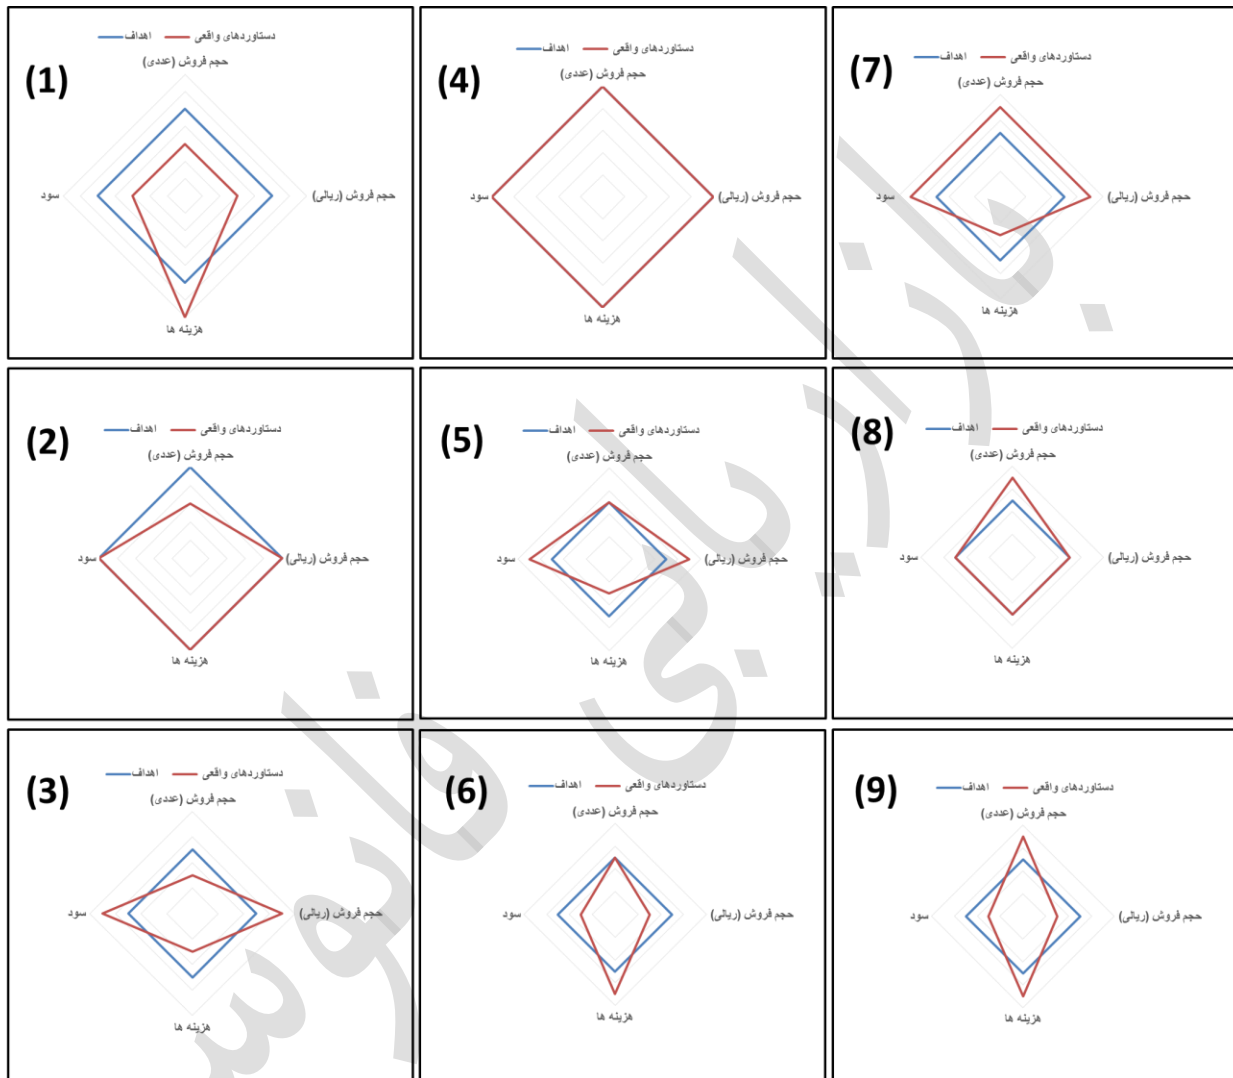 (1)
اهداف دستاوردهای واقعی
حجم فروش (عددی)
حجم فروش (ریالی)
هزینه ها
سود
(4)
اهداف دستاوردهای واقعی
حجم فروش (عددی)
حجم فروش (ریالی)
هزینه ها
سود
(7)
اهداف دستاوردهای واقعی
حجم فروش (عددی)
حجم فروش (ریالی)
هزینه ها
سود
(2)
اهداف دستاوردهای واقعی
حجم فروش (عددی)
حجم فروش (ریالی)
هزینه ها
سود
(5)
اهداف دستاوردهای واقعی
حجم فروش (عددی)
حجم فروش (ریالی)
هزینه ها
سود
(8)
اهداف دستاوردهای واقعی
حجم فروش (عددی)
حجم فروش (ریالی)
هزینه ها
سود
(3)
اهداف دستاوردهای واقعی
حجم فروش (عددی)
حجم فروش (ریالی)
هزینه ها
سود
(6)
اهداف دستاوردهای واقعی
حجم فروش (عددی)
حجم فروش (ریالی)
هزینه ها
سود
(9)
اهداف دستاوردهای واقعی
حجم فروش (عددی)
حجم فروش (ریالی)
هزینه ها
سود
بازاریابی فانوس